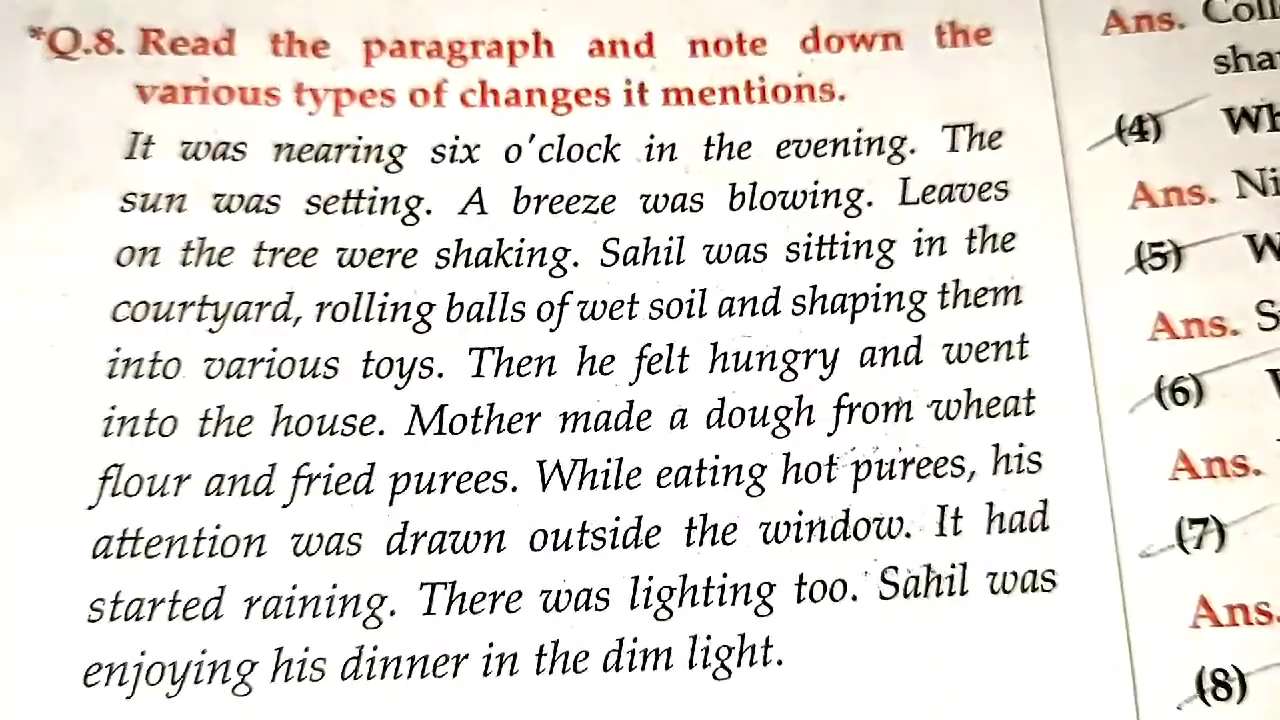 *Q.8. Read the paragraph and note down the
various types of changes it mentions.
It was nearing six o'clock in the evening. The
sun was setting. A breeze was blowing. Leaves
on the tree were shaking. Sahil was sitting in the
courtyard, rolling balls of wet soil and shaping them
into various toys. Then he felt hungry and went
into the house. Mother made a dough from wheat
flour and fried purees. While eating hot purees, his
attention was drawn outside the window. It had
started raining. There was lighting too. Sahil was
enjoying his dinner in the dim light.
Ans.
(4)
Ans.
(5)
Ans.
(6)
Ans.
(7)
Ans.
(8)